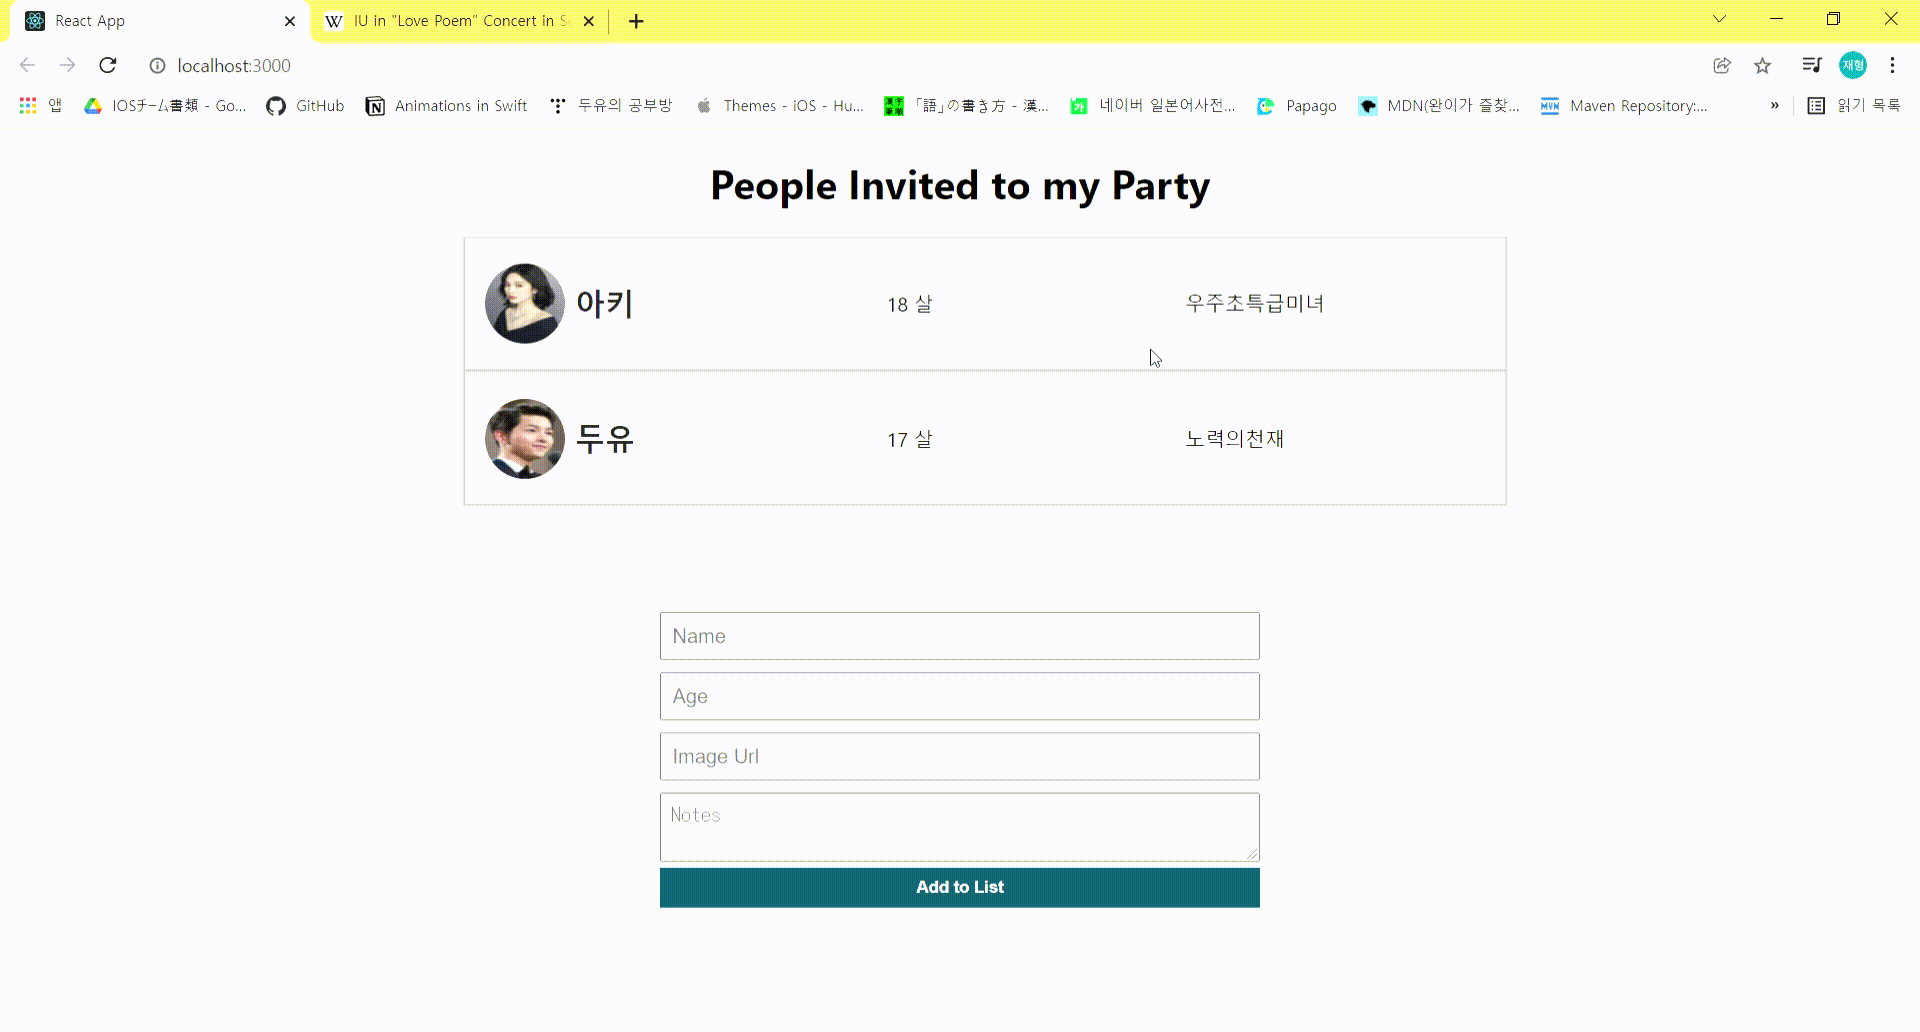 React App
IU in "Love Poem" Concert in S
localhost:3000
재형
앱
IOSチーム書類 - Go...
GitHub
Animations in Swift
두유의 공부방
Themes - iOS - Hu...
「語」の書き方 - 漢...
네이버 일본어사전...
Papago
MDN(완이가 즐찾...
Maven Repository:...
»
읽기 목록
People Invited to my Party
아키
18 살
우주초특급미녀
두유
17 살
노력의천재
Name
Age
Image Url
Notes
Add to List